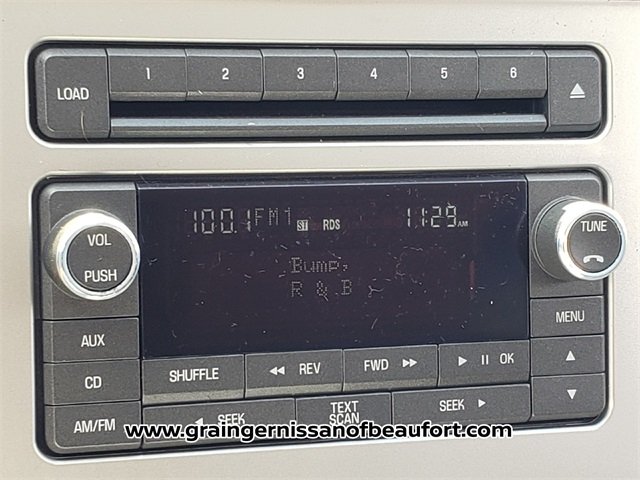 LOAD 1 2 3 4 5 6
100.1 FM1 ST RDS 11:29 AM
VOL
PUSH
TUNE
Bump,
R & B
AUX
MENU
CD
SHUFFLE REV FWD OK
AM/FM
SEEK TEXT SCAN SEEK
www.graingernissanofbeaufort.com